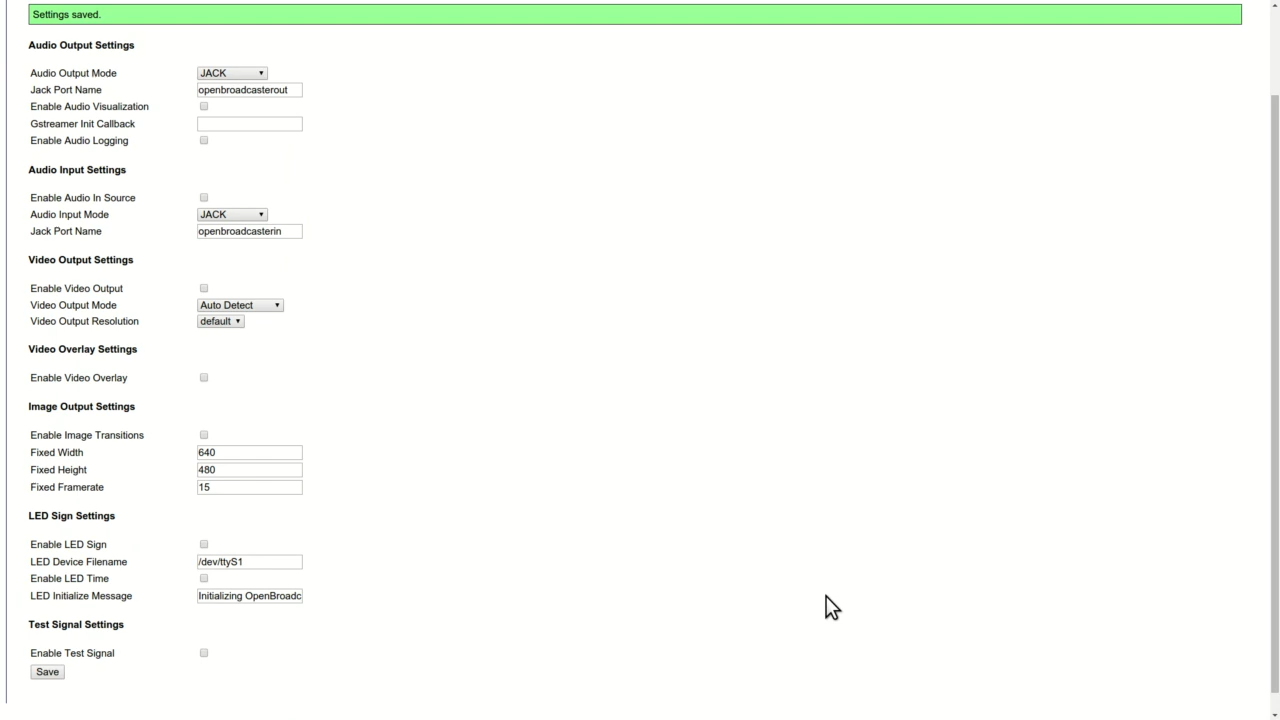 Settings saved.
Audio Output Settings
Audio Output Mode JACK
Jack Port Name openbroadcasterout
Enable Audio Visualization
Gstreamer Init Callback
Enable Audio Logging
Audio Input Settings
Enable Audio In Source
Audio Input Mode JACK
Jack Port Name openbroadcasterin
Video Output Settings
Enable Video Output
Video Output Mode Auto Detect
Video Output Resolution default
Video Overlay Settings
Enable Video Overlay
Image Output Settings
Enable Image Transitions
Fixed Width 640
Fixed Height 480
Fixed Framerate 15
LED Sign Settings
Enable LED Sign
LED Device Filename /dev/ttyS1
Enable LED Time
LED Initialize Message Initializing OpenBroadc
Test Signal Settings
Enable Test Signal
Save